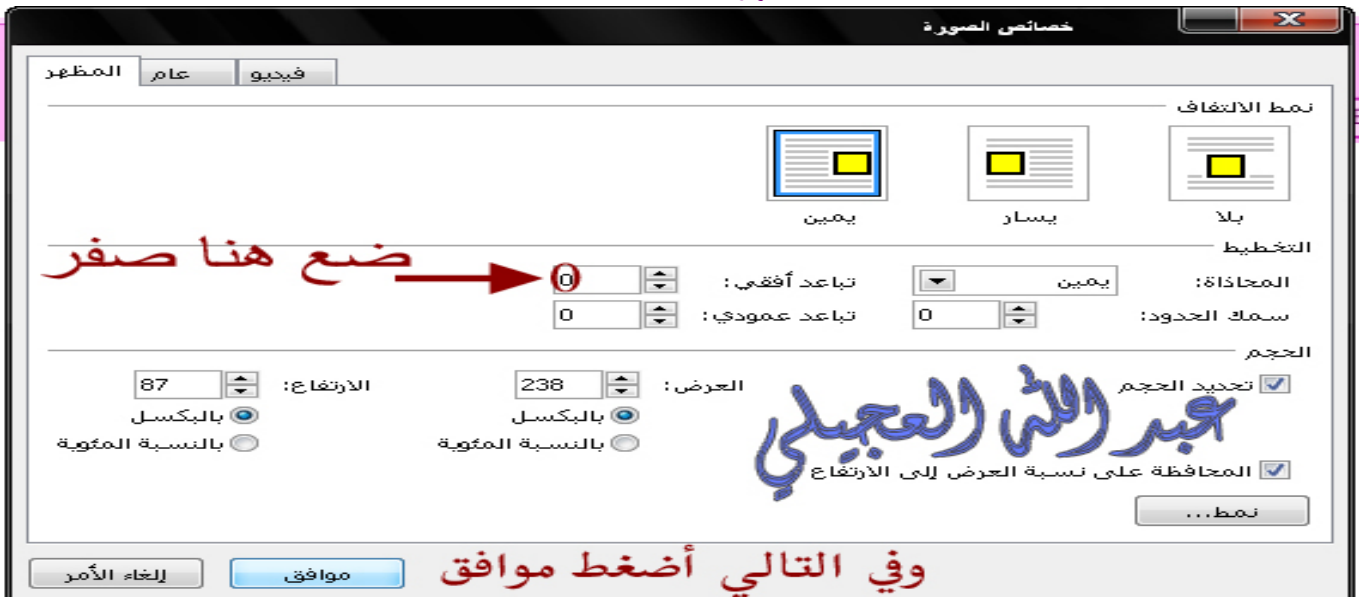 خصائص الصورة
المظهر عام فيديو
نمط الالتفاف
بلا يسار يمين
التخطيط
ضع هنا صفر
المحاذاة: يمين تباعد أفقي: 0
سمك الحدود: 0 تباعد عمودي: 0
الحجم
تحديد الحجم العرض: 238 الارتفاع: 87
بالبكسل بالبكسل
بالنسبة المئوية بالنسبة المئوية
عبد الله العجيلي
المحافظة على نسبة العرض إلى الارتفاع
نمط...
وفي التالي أضغط موافق
موافق إلغاء الأمر